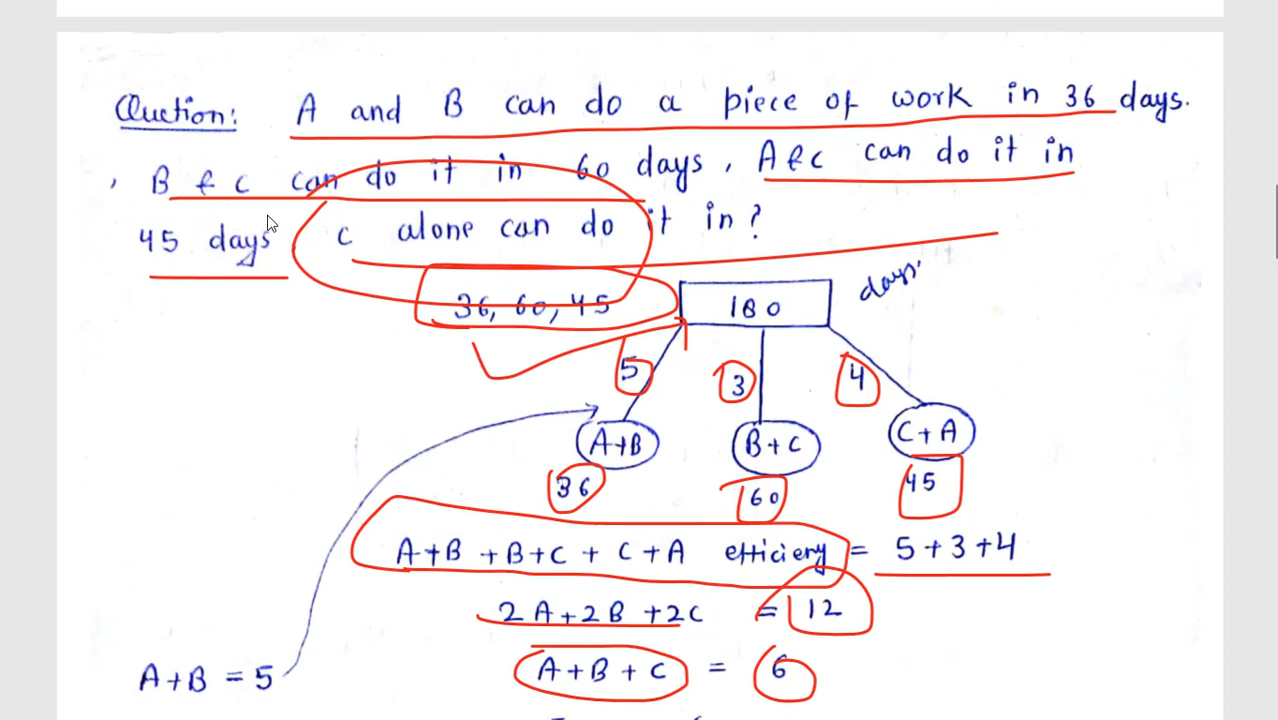 Quction: A and B can do a piece of work in 36 days.
, B & C can do it in 60 days, A & C can do it in
45 days C alone can do it in?
36, 60, 45
180
days.
5
3
4
A+B
B+C
C+A
36
60
45
A+B + B+C + C+A efficiery = 5+3+4
2A+2B+2C = 12
A+B+C = 6
A+B = 5